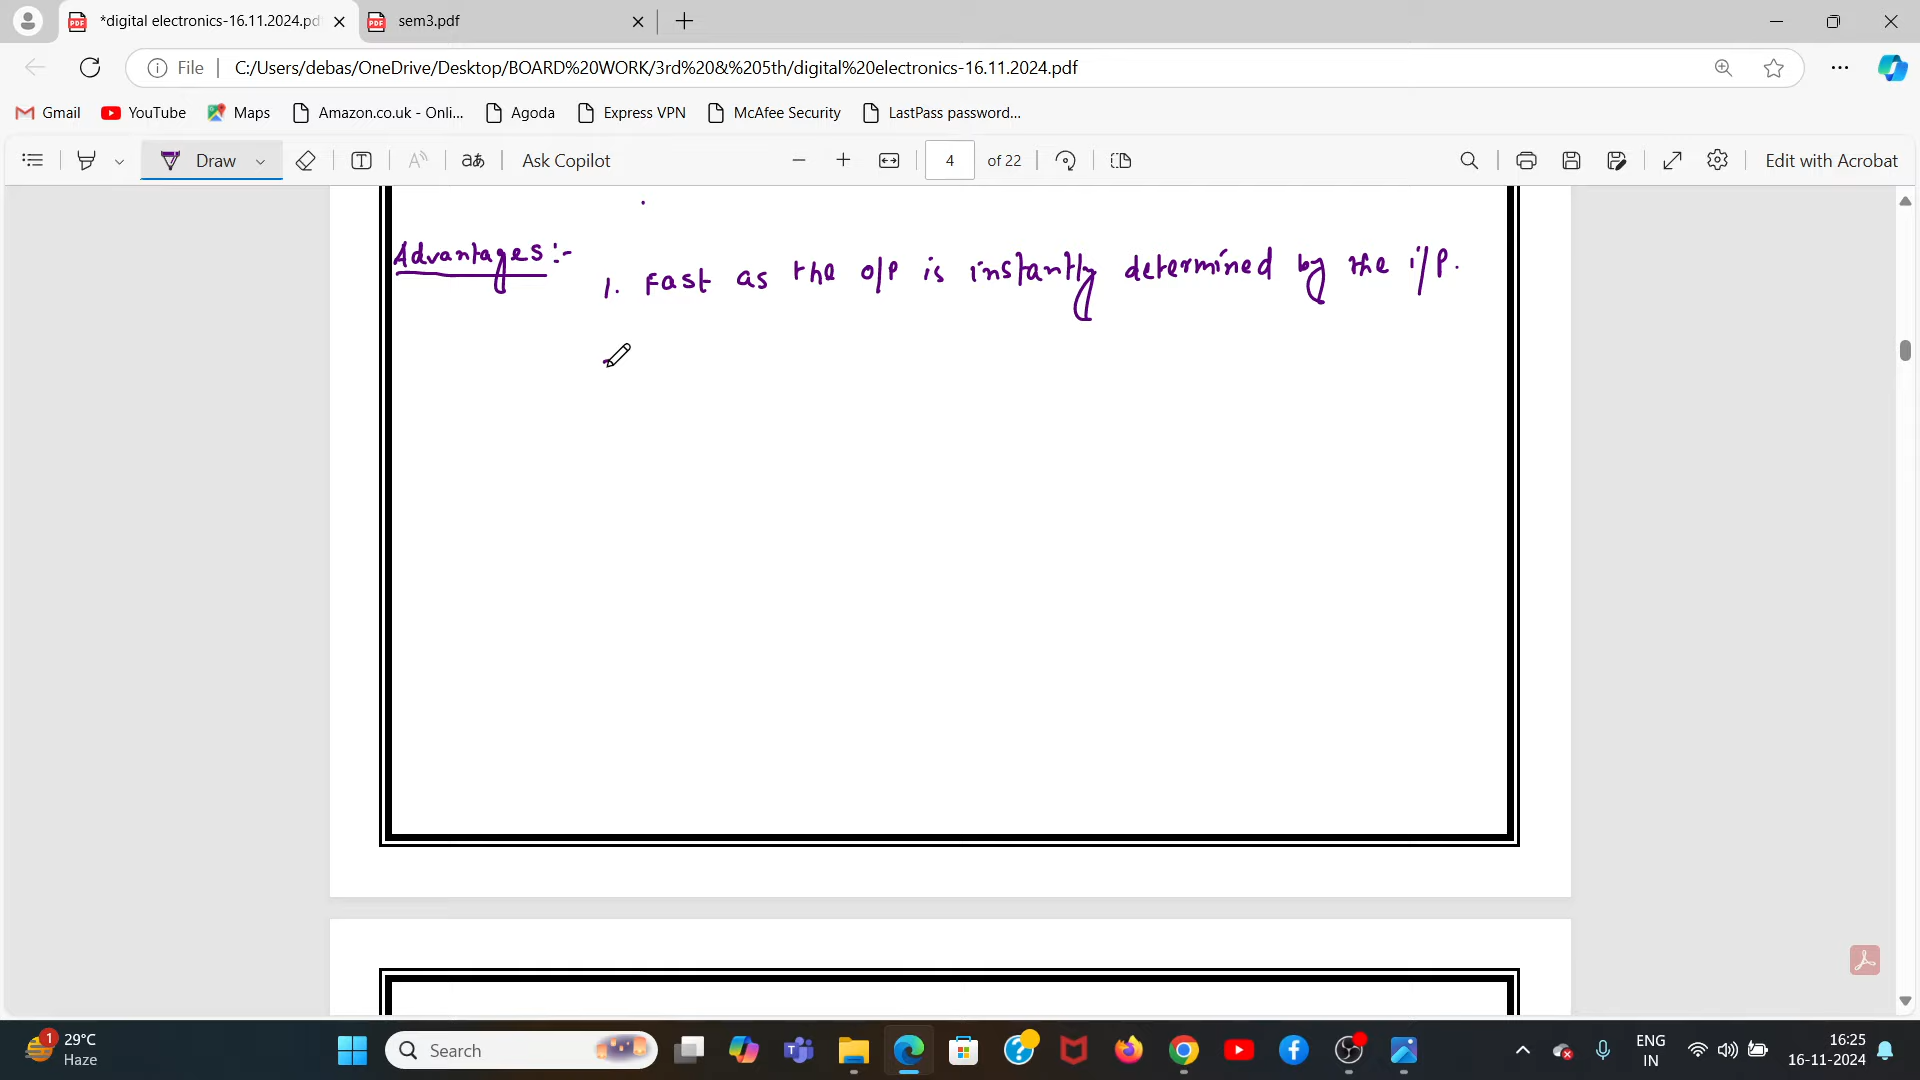 *digital electronics-16.11.2024.pd
sem3.pdf
File
C:/Users/debas/OneDrive/Desktop/BOARD%20WORK/3rd%20&%205th/digital%20electronics-16.11.2024.pdf
Gmail
YouTube
Maps
Amazon.co.uk - Onli...
Agoda
Express VPN
McAfee Security
LastPass password...
Draw
aあ
Ask Copilot
4
of 22
Edit with Acrobat
Advantages :-
1. Fast as the o/p is instantly determined by the i/p.
1
29°C
Haze
Search
ENG
IN
16:25
16-11-2024